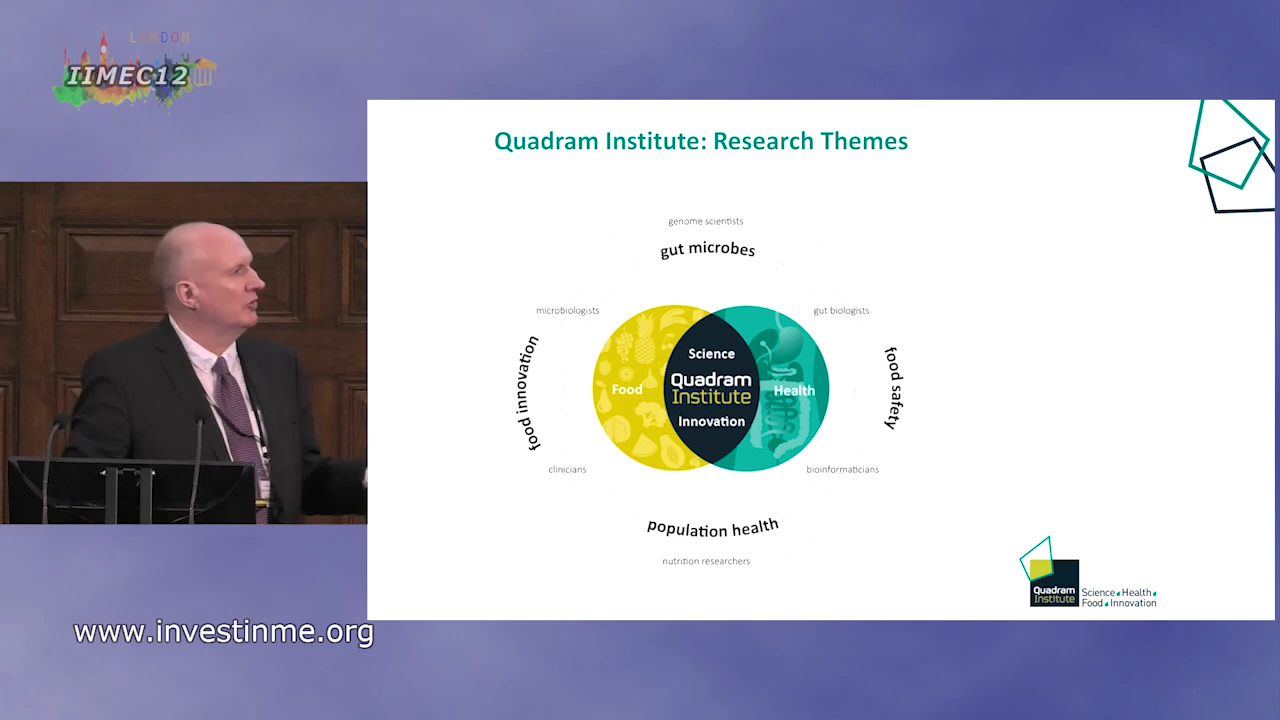 LONDON
IIMEC12
Quadram Institute: Research Themes
genome scientists
gut microbes
microbiologists
gut biologists
food innovation
food safety
Science
Food
Quadram
Institute
Health
Innovation
clinicians
bioinformaticians
population health
nutrition researchers
Quadram
Institute
Science Health
Food Innovation
www.investinme.org